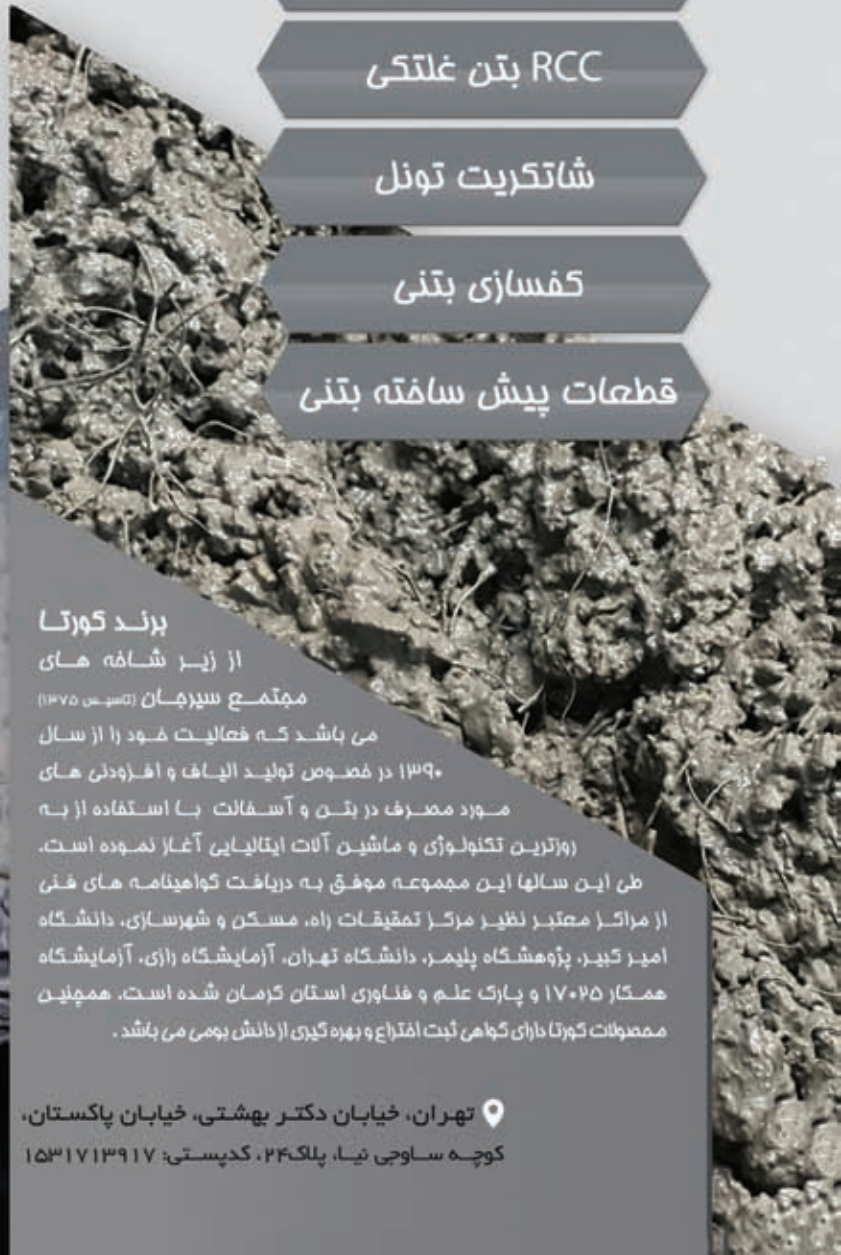 RCC بتن غلتکی
شاتکریت تونل
کفسازی بتنی
قطعات پیش ساخته بتنی
برند کورتا
از زیر شاخه های
مجتمع سیرجان (تاسیس ۱۳۷۵)
می باشد که فعالیت خود را از سال
۱۳۹۰ در خصوص تولید الیاف و افزودنی های
مورد مصرف در بتن و آسفالت با استفاده از به
روزترین تکنولوژی و ماشین آلات ایتالیایی آغاز نموده است.
طی این سالها این مجموعه موفق به دریافت گواهینامه های فنی
از مراکز معتبر نظیر مرکز تحقیقات راه، مسکن و شهرسازی، دانشگاه
امیر کبیر، پژوهشگاه پلیمر، دانشگاه تهران، آزمایشگاه رازی، آزمایشگاه
همکار ۱۷۰۲۵ و پارک علم و فناوری استان کرمان شده است. همچنین
محصولات کورتا دارای گواهی ثبت اختراع و بهره گیری از دانش بومی می باشد .
تهران، خیابان دکتر بهشتی، خیابان پاکستان،
کوچه ساوجی نیا، پلاک۲۴، کدپستی: ۱۵۳۱۷۱۳۹۱۷